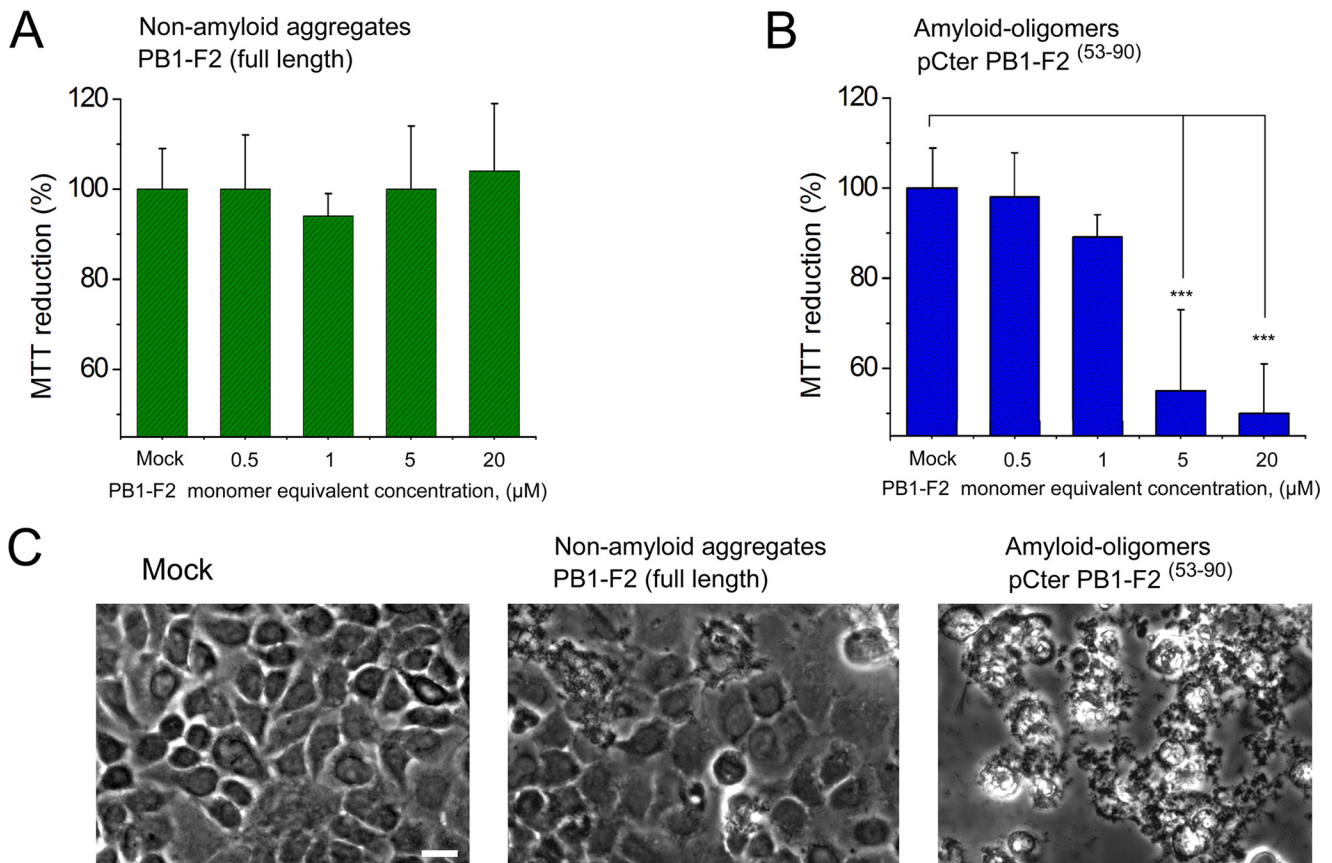 A
Non-amyloid aggregates
PB1-F2 (full length)
120
100
80
60
MTT reduction (%)
Mock 0.5 1 5 20
PB1-F2 monomer equivalent concentration, (µM)
B
Amyloid-oligomers
pCter PB1-F2 (53-90)
120
100
80
60
MTT reduction (%)
***
***
Mock 0.5 1 5 20
PB1-F2 monomer equivalent concentration, (µM)
C
Mock
Non-amyloid aggregates
PB1-F2 (full length)
Amyloid-oligomers
pCter PB1-F2 (53-90)